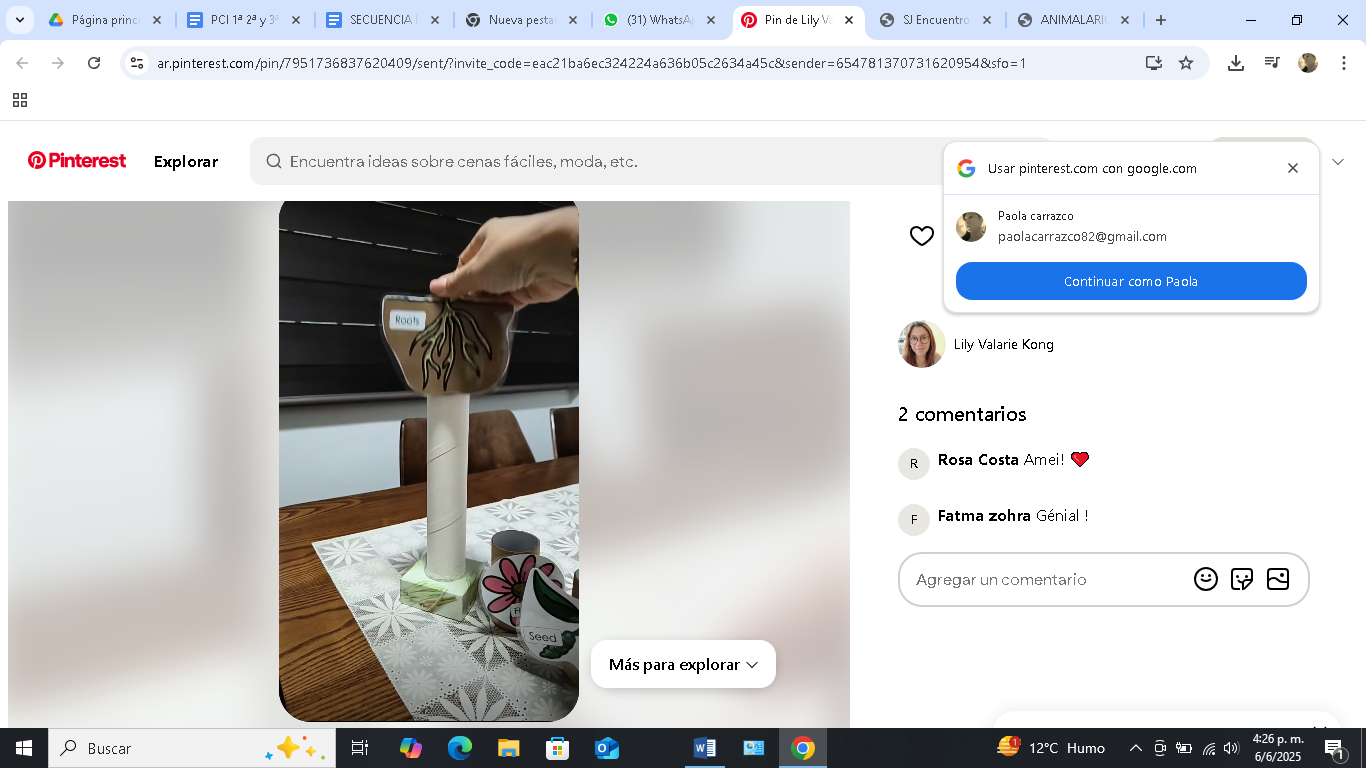 Página princ
PCI 1ª 2ª y 3ª
SECUENCIA
Nueva pesta
(31) WhatsA
Pin de Lily Va
SJ Encuentro
ANIMALARI
ar.pinterest.com/pin/7951736837620409/sent/?invite_code=eac21ba6ec324224a636b05c2634a45c&sender=654781370731620954&sfo=1
Pinterest
Explorar
Encuentra ideas sobre cenas fáciles, moda, etc.
Usar pinterest.com con google.com
Paola carrazco
paolacarrazco82@gmail.com
Continuar como Paola
Roots
Seed
Más para explorar
Lily Valarie Kong
2 comentarios
R
Rosa Costa Amei!
F
Fatma zohra Génial !
Agregar un comentario
Buscar
1
12°C Humo
4:26 p. m.
6/6/2025
1